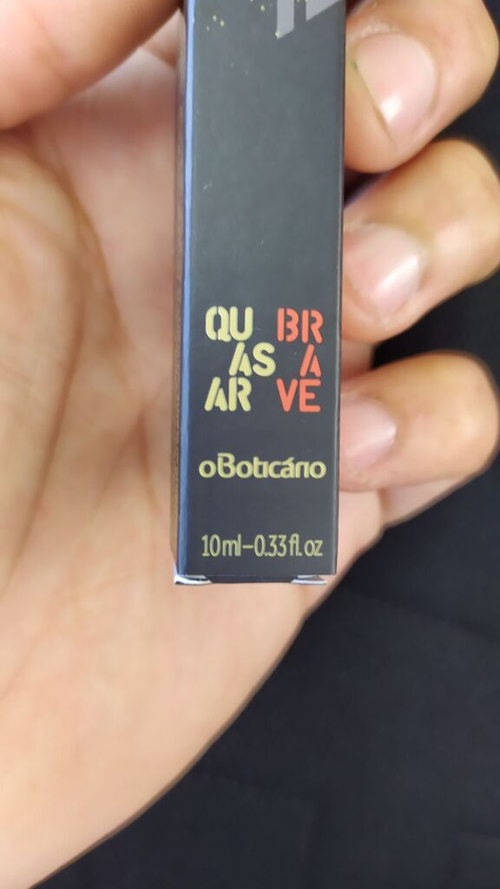 QU BR
AS A
AR VE
oBoticário
10ml-0.33fl.oz